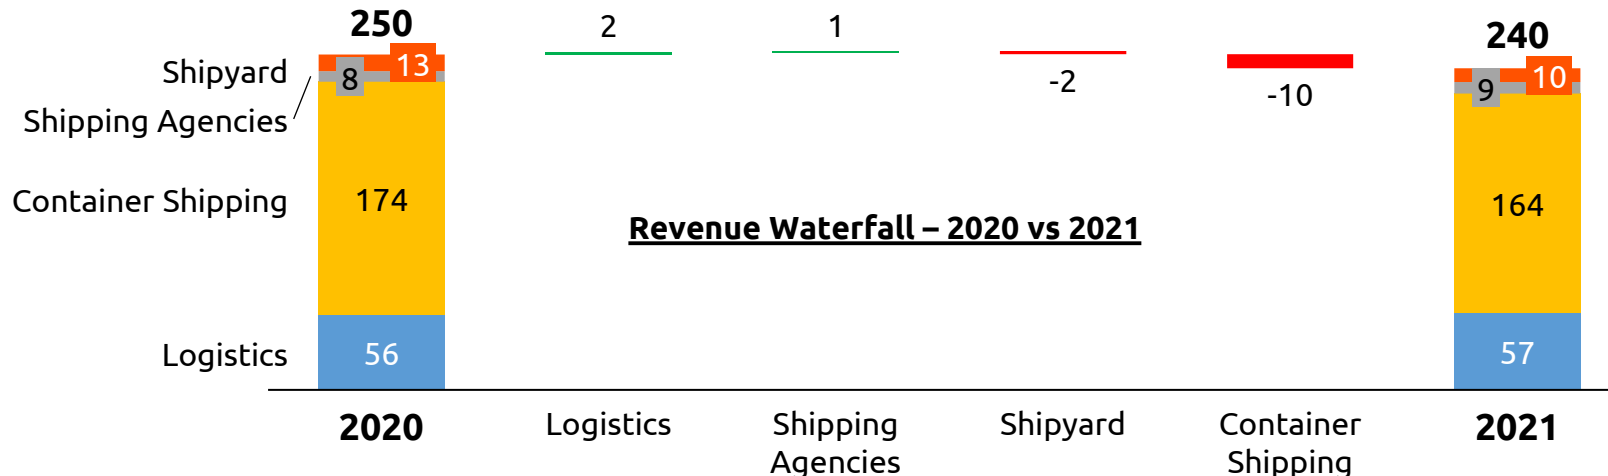 250
2
1
240
Shipyard
13
8
-2
-10
10
9
Shipping Agencies
Container Shipping
174
164
Revenue Waterfall – 2020 vs 2021
Logistics
56
57
2020
Logistics
Shipping
Agencies
Shipyard
Container
Shipping
2021